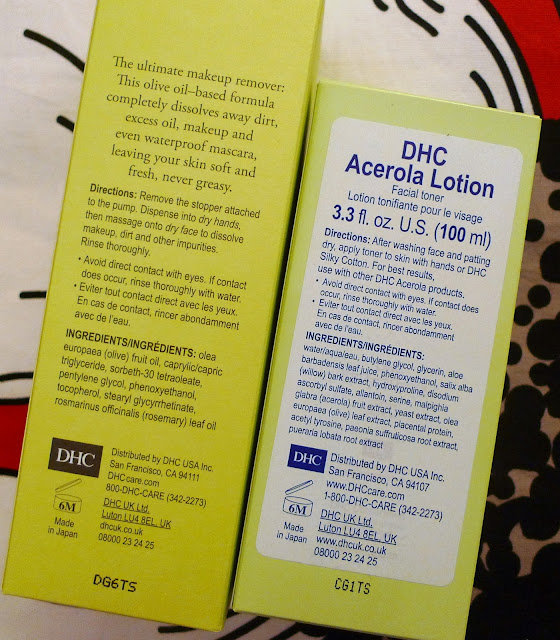 The ultimate makeup remover:
This olive oil–based formula
completely dissolves away dirt,
excess oil, makeup and
even waterproof mascara,
leaving your skin soft and
fresh, never greasy.
Directions: Remove the stopper attached
to the pump. Dispense into dry hands,
then massage onto dry face to dissolve
makeup, dirt and other impurities.
Rinse thoroughly.
• Avoid direct contact with eyes. If contact
does occur, rinse thoroughly with water.
• Eviter tout contact direct avec les yeux.
En cas de contact, rincer abondamment
avec de l'eau.
INGREDIENTS/INGRÉDIENTS: olea
europaea (olive) fruit oil, caprylic/capric
triglyceride, sorbeth-30 tetraoleate,
pentylene glycol, phenoxyethanol,
tocopherol, stearyl glycyrrhetinate,
rosmarinus officinalis (rosemary) leaf oil
DHC
Distributed by DHC USA Inc.
San Francisco, CA 94111
DHCcare.com
800-DHC-CARE (342-2273)
6M
DHC UK Ltd.
Luton LU4 8EL, UK
dhcuk.co.uk
08000 23 24 25
Made
in Japan
DG6TS
DHC
Acerola Lotion
Facial toner
Lotion tonifiante pour le visage
3.3 fl. oz. U.S. (100 ml)
Directions: After washing face and patting
dry, apply toner to skin with hands or DHC
Silky Cotton. For best results,
use with other DHC Acerola products.
• Avoid direct contact with eyes. If contact does
occur, rinse thoroughly with water.
• Eviter tout contact direct avec les yeux.
En cas de contact, rincer abondamment
avec de l'eau.
INGREDIENTS/INGRÉDIENTS:
water/aqua/eau, butylene glycol, glycerin, aloe
barbadensis leaf juice, phenoxyethanol, salix alba
(willow) bark extract, hydroxyproline, disodium
ascorbyl sulfate, allantoin, serine, malpighia
glabra (acerola) fruit extract, yeast extract, olea
europaea (olive) leaf extract, placental protein,
acetyl tyrosine, paeonia suffruticosa root extract,
pueraria lobata root extract
DHC
Distributed by DHC USA Inc.
San Francisco, CA 94107
www.DHCcare.com
1-800-DHC-CARE (342-2273)
6M
DHC UK Ltd.
Luton LU4 8EL, UK
www.dhcuk.co.uk
08000 23 24 25
Made
in Japan
CG1TS